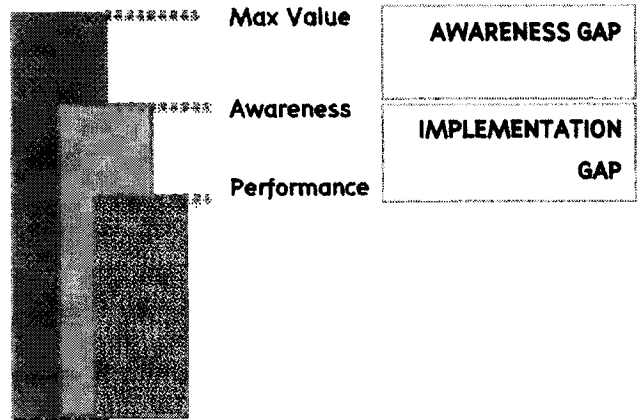 Max Value
AWARENESS GAP
Awareness
IMPLEMENTATION
GAP
Performance